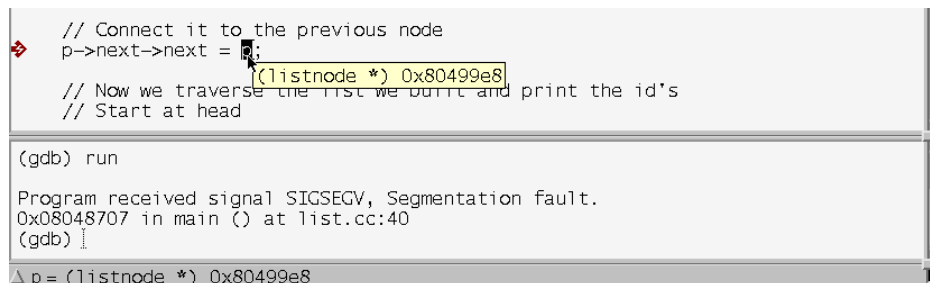 // Connect it to the previous node
p->next->next = p;
(listnode *) 0x80499e8
// Now we traverse the list we built and print the id's
// Start at head
(gdb) run
Program received signal SIGSEGV, Segmentation fault.
0x08048707 in main () at list.cc:40
(gdb)
Δ p = (listnode *) 0x80499e8